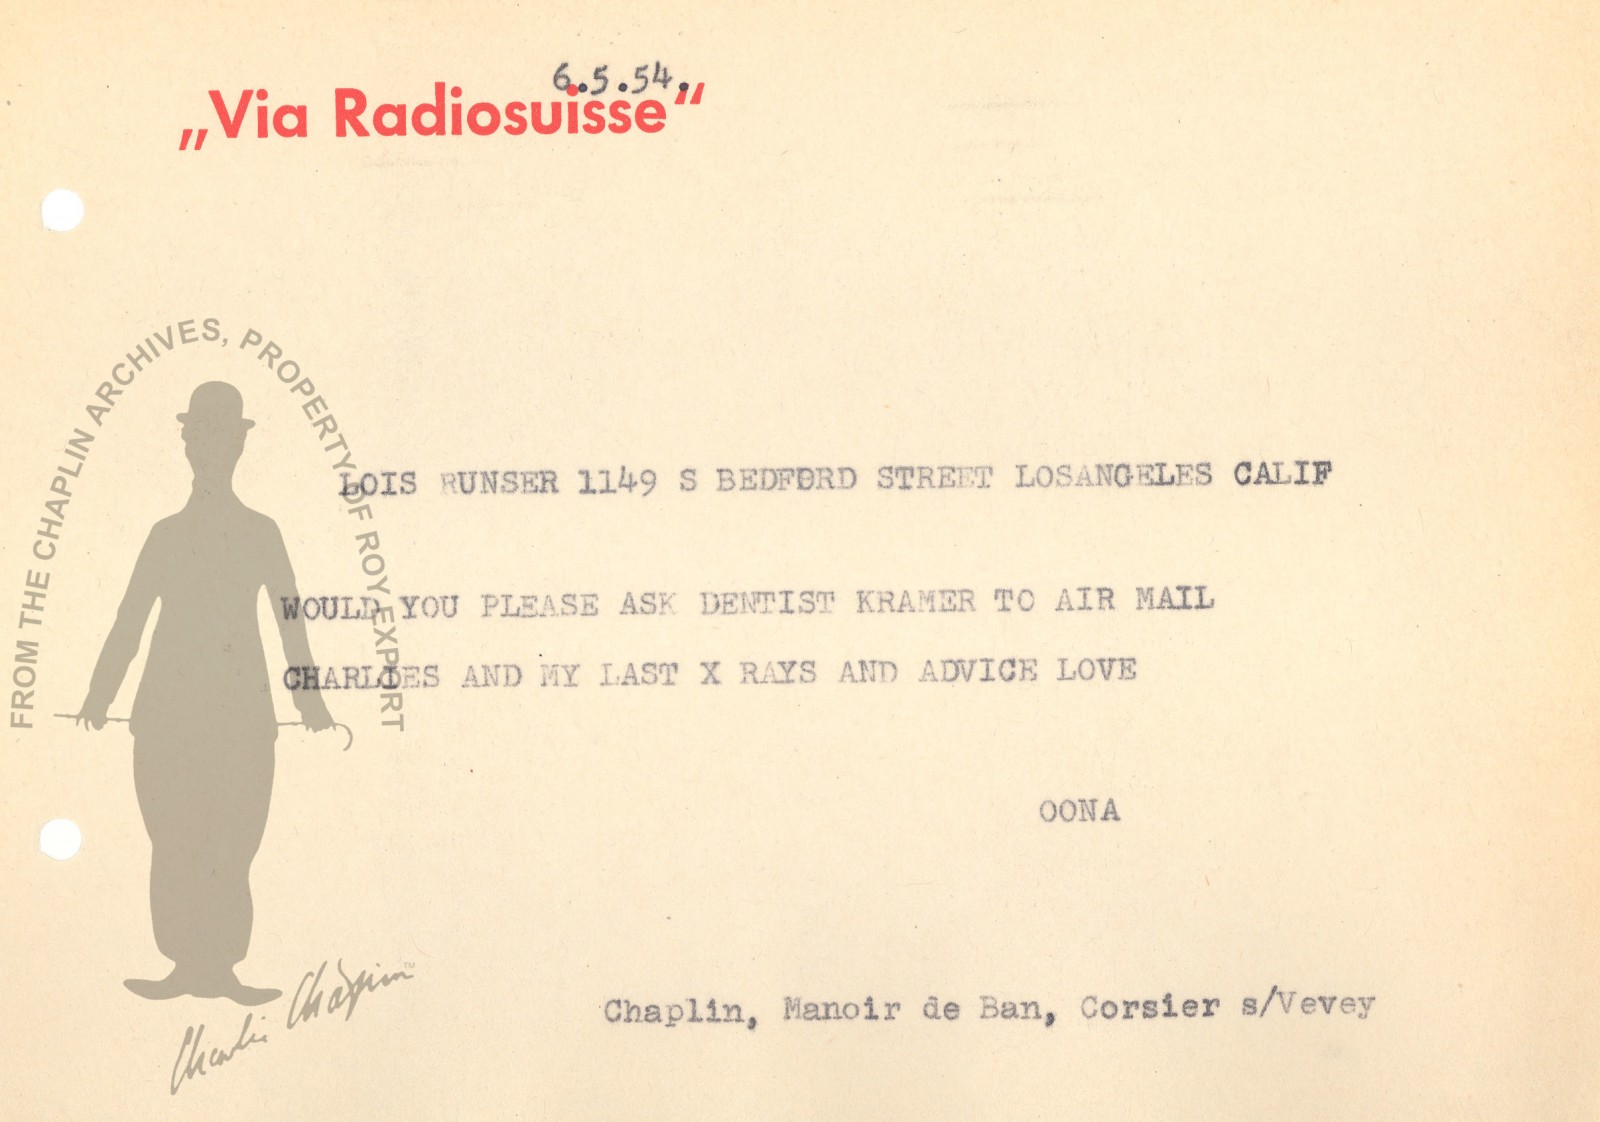 6.5.54.
„Via Radiosuisse“
FROM THE CHAPLIN ARCHIVES, PROPERTY OF ROY EXPORT
LOIS RUNSER 1149 S BEDFORD STREET LOSANGELES CALIF
WOULD YOU PLEASE ASK DENTIST KRAMER TO AIR MAIL
CHARLIES AND MY LAST X RAYS AND ADVICE LOVE
OONA
Chaplin, Manoir de Ban, Corsier s/Vevey
Charlie Chaplin TM